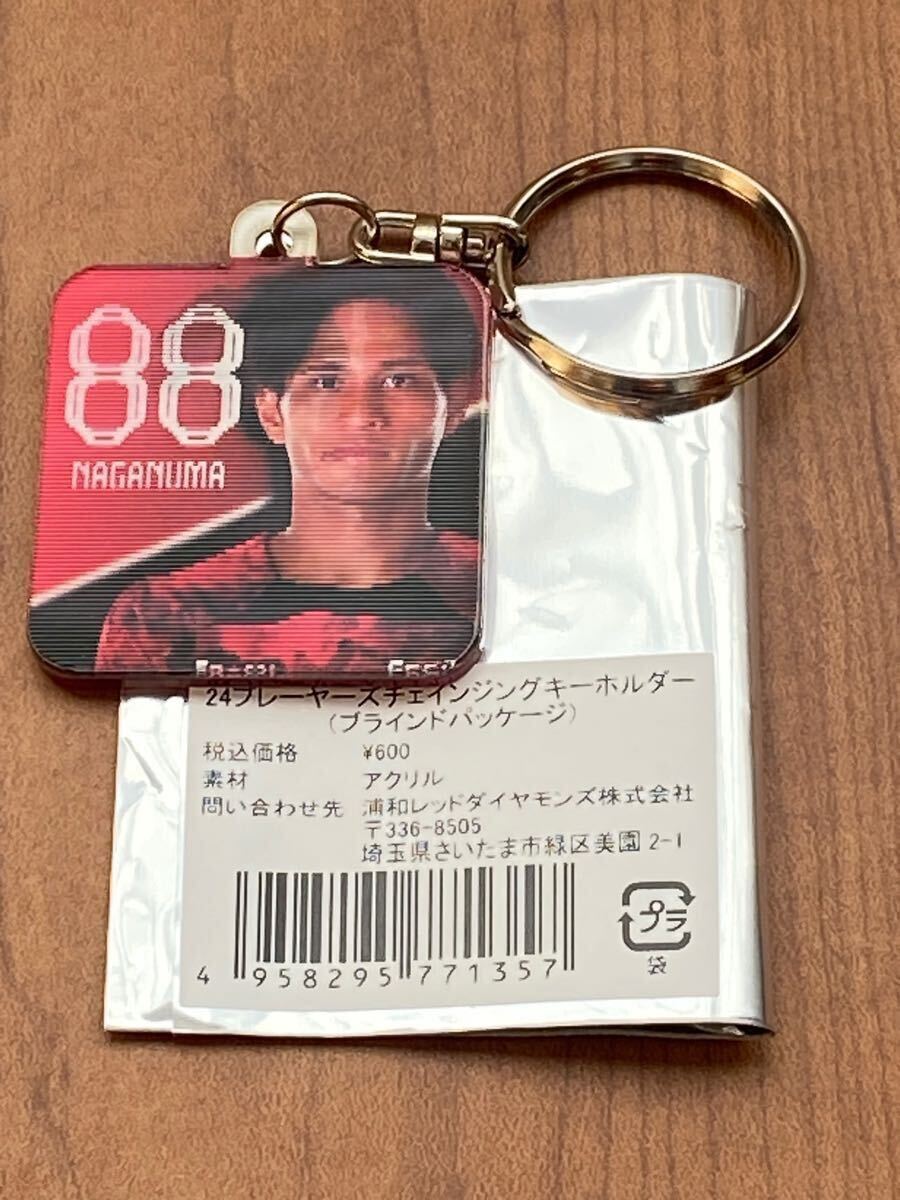 88
NAGANUMA
24プレーヤーズチェインジングキーホルダー
(ブラインドパッケージ)
税込価格 ¥600
素材 アクリル
問い合わせ先 浦和レッドダイヤモンズ株式会社
〒336-8505
埼玉県さいたま市緑区美園2-1
4 958295 771357
プラ
袋